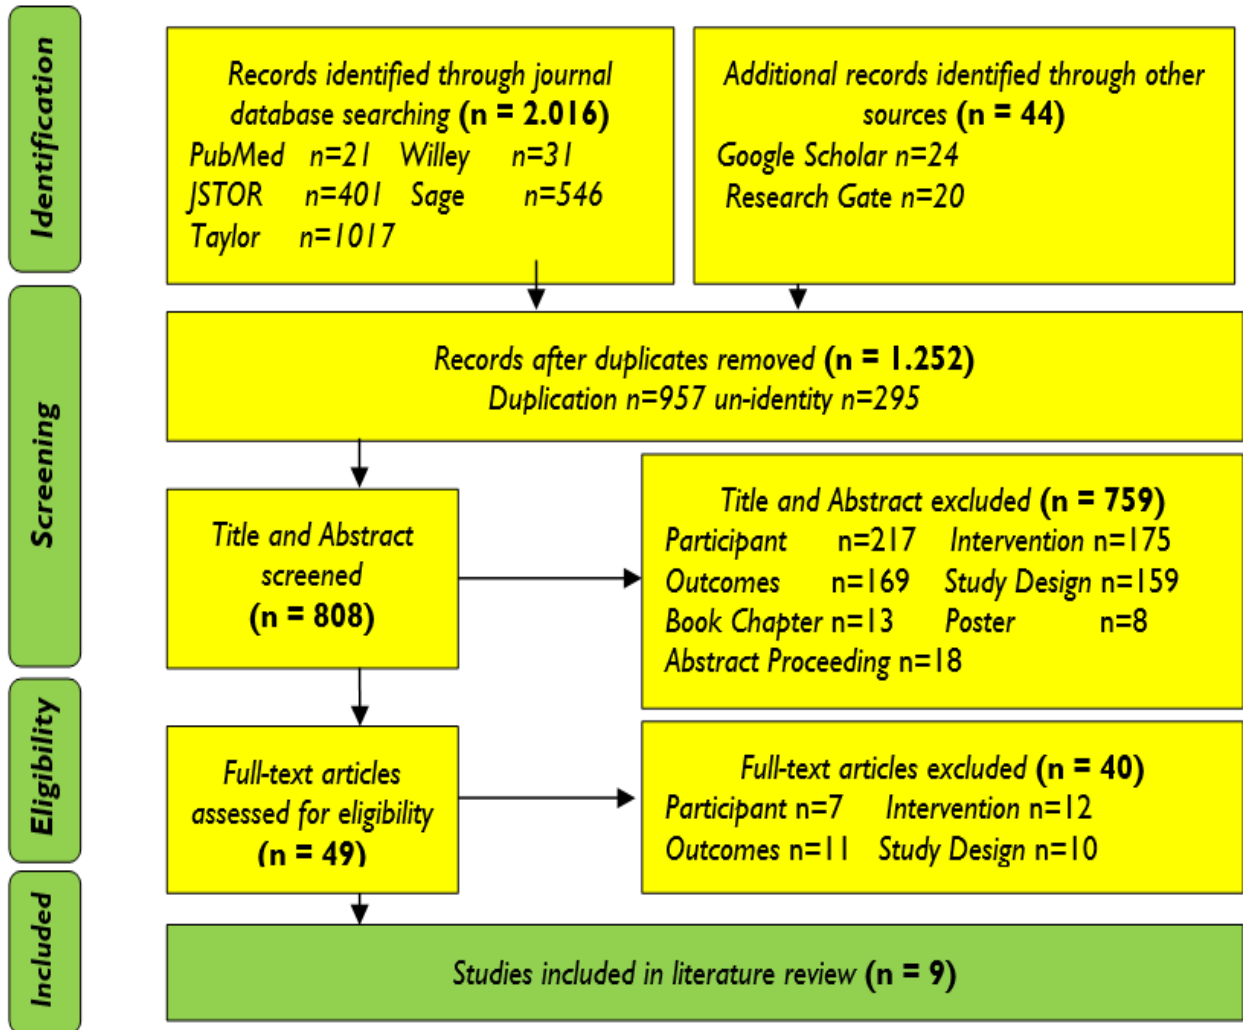 Identification
Records identified through journal
database searching (n = 2.016)
PubMed n=21 Willey n=31
JSTOR n=401 Sage n=546
Taylor n=1017
Additional records identified through other
sources (n = 44)
Google Scholar n=24
Research Gate n=20
Screening
Records after duplicates removed (n = 1.252)
Duplication n=957 un-identity n=295
Title and Abstract
screened
(n = 808)
Title and Abstract excluded (n = 759)
Participant n=217 Intervention n=175
Outcomes n=169 Study Design n=159
Book Chapter n=13 Poster n=8
Abstract Proceeding n=18
Eligibility
Full-text articles
assessed for eligibility
(n = 49)
Full-text articles excluded (n = 40)
Participant n=7 Intervention n=12
Outcomes n=11 Study Design n=10
Included
Studies included in literature review (n = 9)